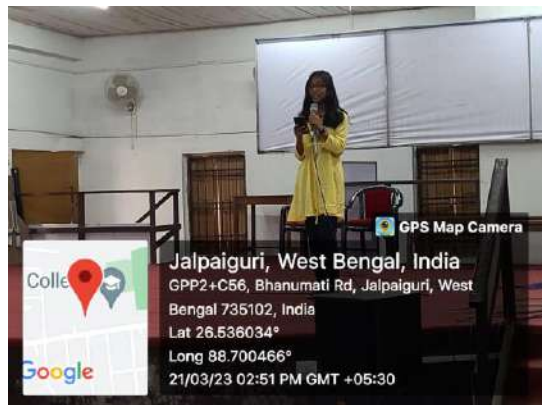 GPS Map Camera
Colle
Google
Jalpaiguri, West Bengal, India
GPP2+C56, Bhanumati Rd, Jalpaiguri, West
Bengal 735102, India
Lat 26.536034°
Long 88.700466°
21/03/23 02:51 PM GMT +05:30